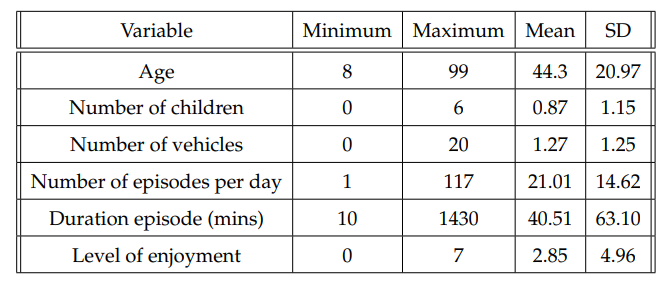 Variable Minimum Maximum Mean SD
Age 8 99 44.3 20.97
Number of children 0 6 0.87 1.15
Number of vehicles 0 20 1.27 1.25
Number of episodes per day 1 117 21.01 14.62
Duration episode (mins) 10 1430 40.51 63.10
Level of enjoyment 0 7 2.85 4.96